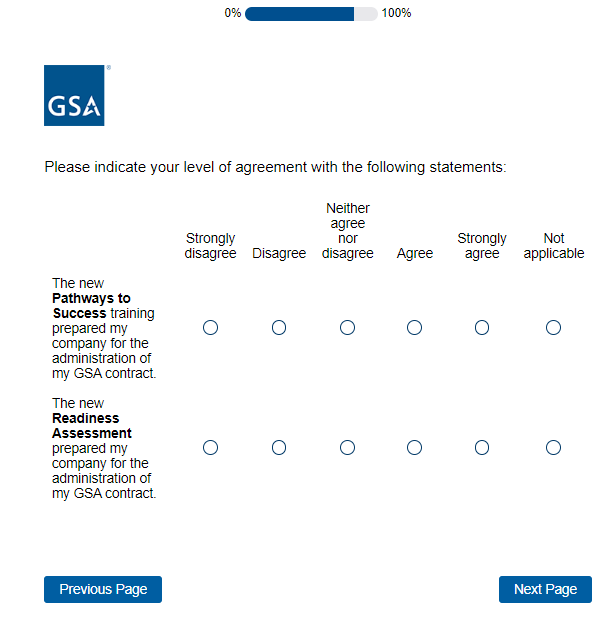 0% 100%
GSA
Please indicate your level of agreement with the following statements:
Strongly disagree
Disagree
Neither agree nor disagree
Agree
Strongly agree
Not applicable
The new
Pathways to
Success training
prepared my
company for the
administration of
my GSA contract.
The new
Readiness
Assessment
prepared my
company for the
administration of
my GSA contract.
Previous Page
Next Page